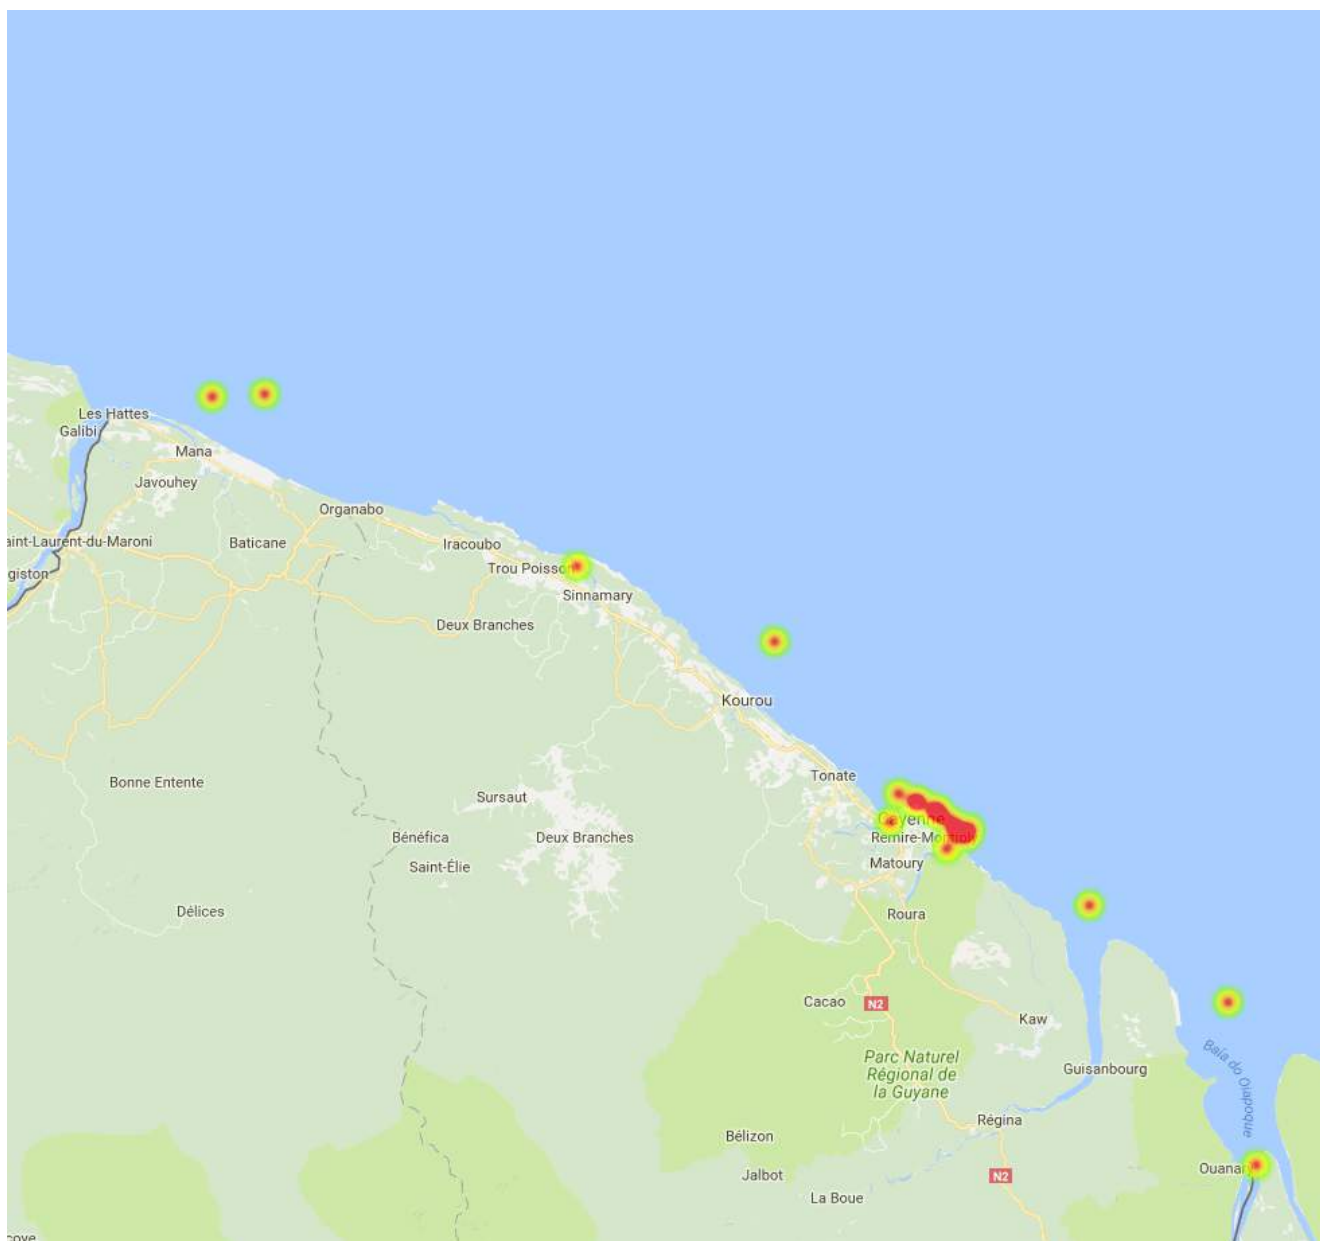 Les Hattes
Galibi
Mana
Javouhey
Organabo
aint-Laurent-du-Maroni
Baticane
Iracoubo
Trou Poisson
giston
Sinnamary
Deux Branches
Kourou
Tonate
Bonne Entente
Sursaut
Cayenne
Bénéfica
Deux Branches
Remire-Montjoly
Saint-Élie
Matoury
Délices
Roura
Cacao
N2
Kaw
Baía do Oiapoque
Parc Naturel
Régional de
la Guyane
Guisanbourg
Régina
Bélizon
Ouanary
Jalbot
N2
La Boue